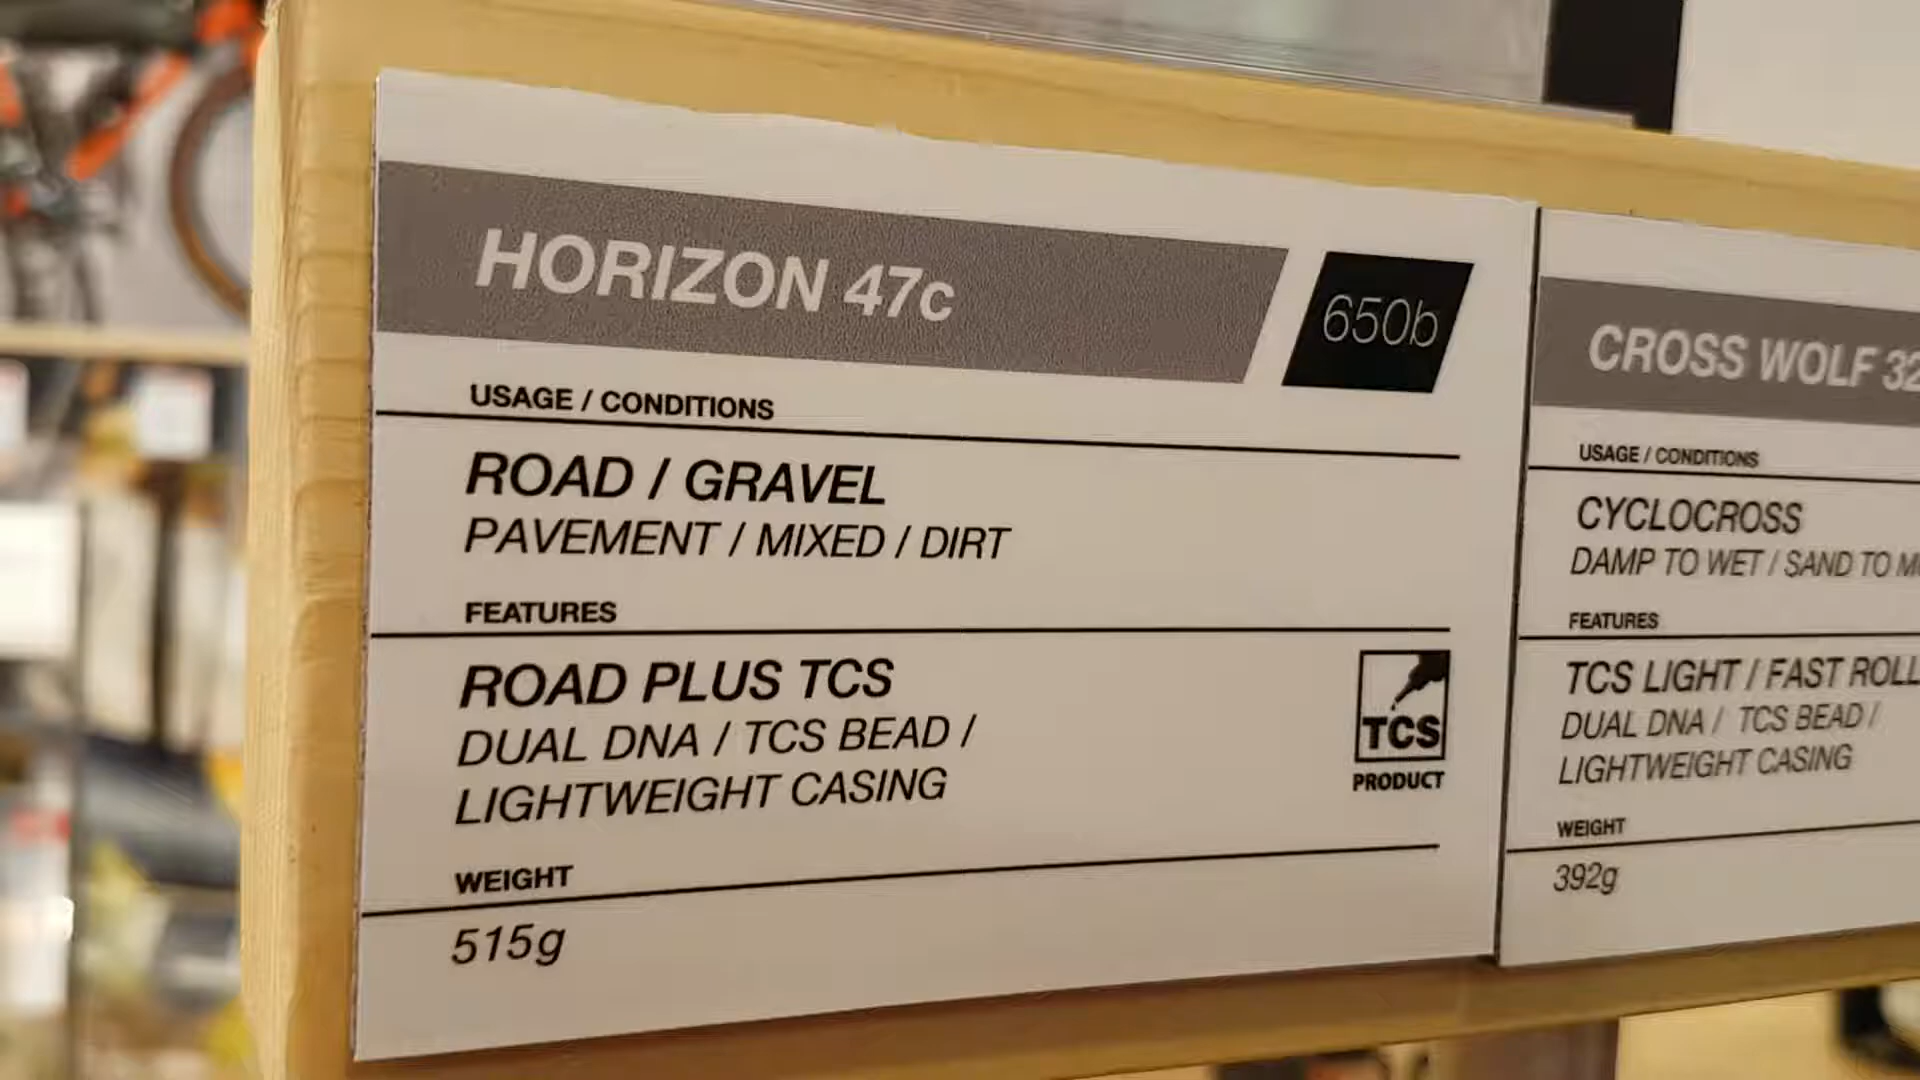 HORIZON 47c
650b
USAGE / CONDITIONS
ROAD / GRAVEL
PAVEMENT / MIXED / DIRT
FEATURES
ROAD PLUS TCS
DUAL DNA / TCS BEAD /
LIGHTWEIGHT CASING
TCS
PRODUCT
WEIGHT
515g
CROSS WOLF 32
USAGE / CONDITIONS
CYCLOCROSS
DAMP TO WET / SAND TO
FEATURES
TCS LIGHT / FAST ROLL
DUAL DNA / TCS BEAD /
LIGHTWEIGHT CASING
WEIGHT
392g